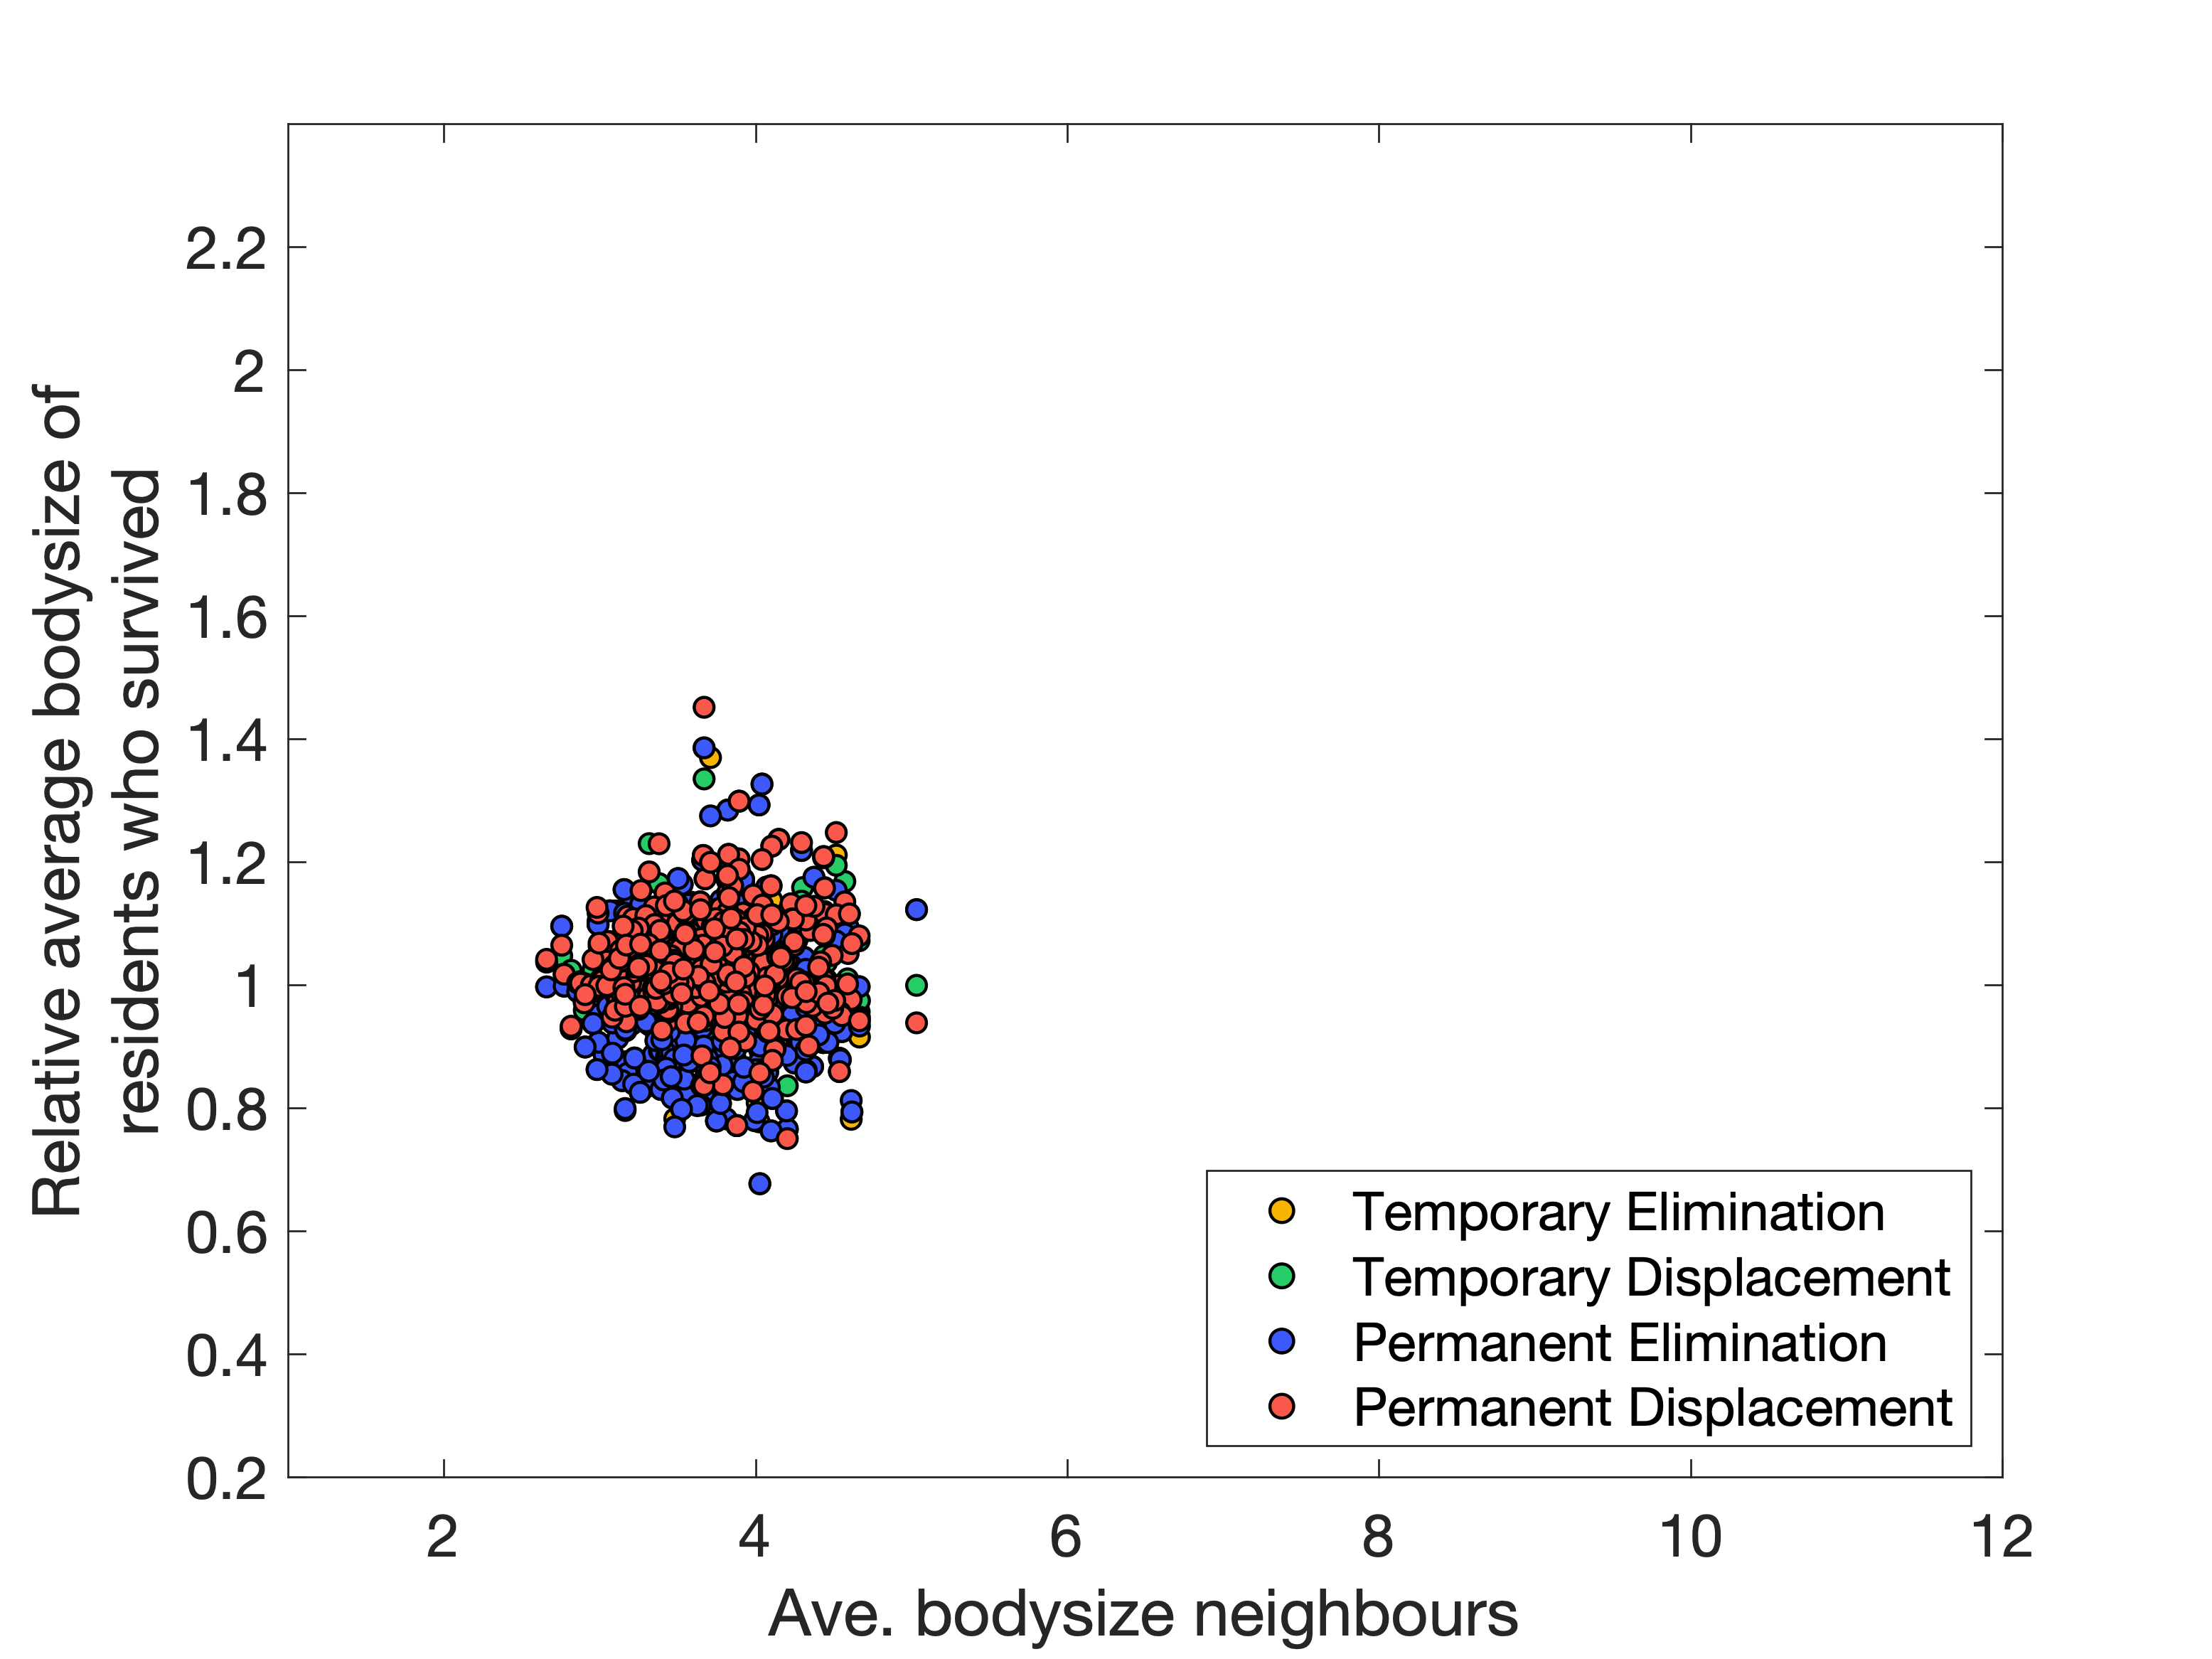 Relative average bodysize of
residents who survived
2.2
2
1.8
1.6
1.4
1.2
1
0.8
0.6
0.4
0.2
2
4
6
8
10
12
Ave. bodysize neighbours
Temporary Elimination
Temporary Displacement
Permanent Elimination
Permanent Displacement